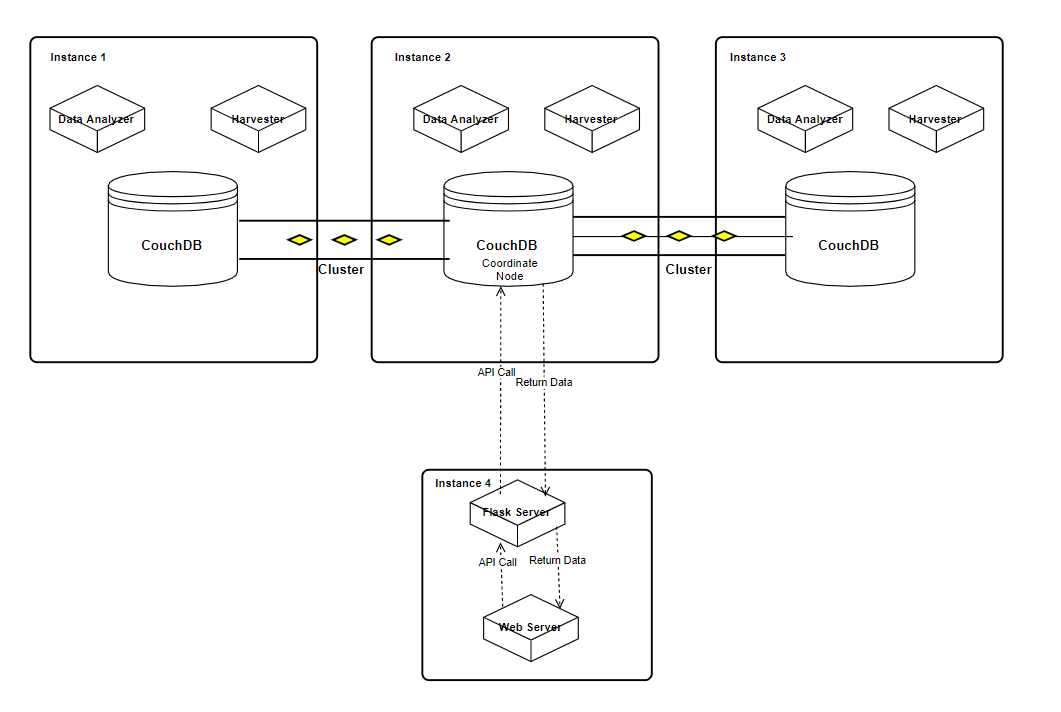 Instance 1
Instance 2
Instance 3
Data Analyzer
Harvester
Data Analyzer
Harvester
Data Analyzer
Harvester
CouchDB
CouchDB
Coordinate
Node
CouchDB
Cluster
Cluster
API Call
Return Data
Instance 4
Flask Server
API Call
Return Data
Web Server